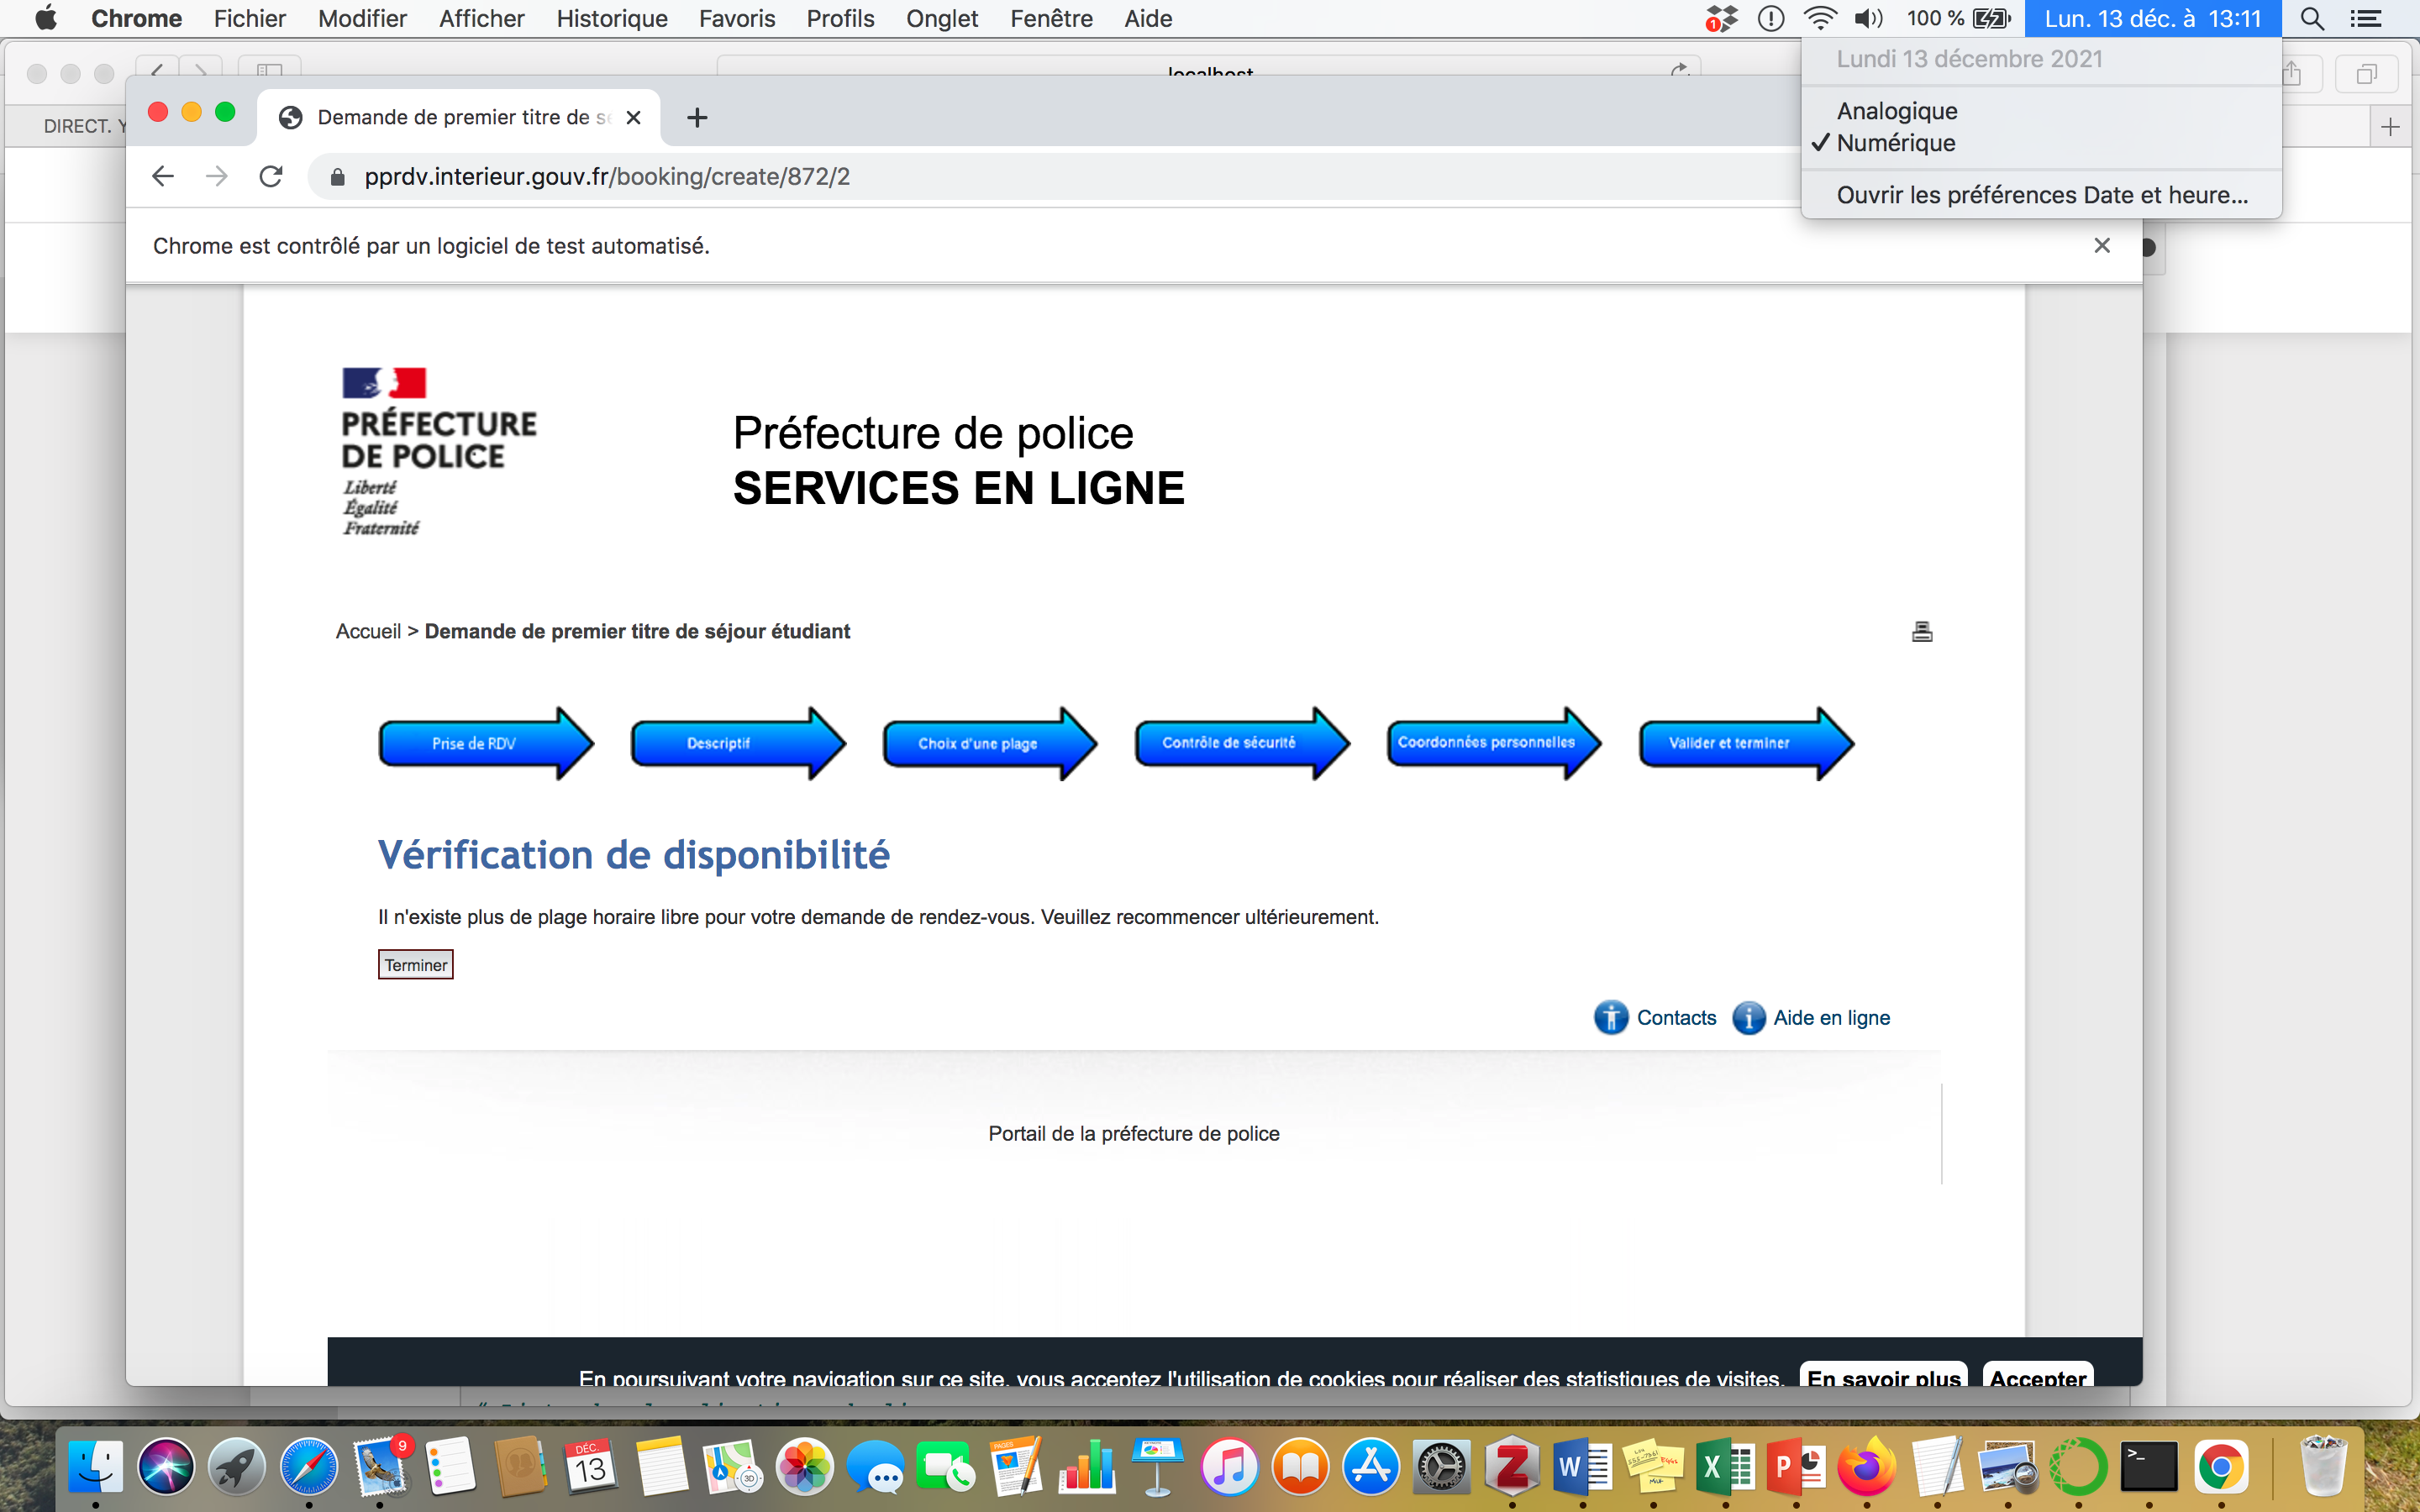 Chrome Fichier Modifier Afficher Historique Favoris Profils Onglet Fenêtre Aide 1 100 % Lun. 13 déc. à 13:11
Lundi 13 décembre 2021
Analogique
✓ Numérique
Ouvrir les préférences Date et heure...
localhost
DIRECT. Y
Demande de premier titre de sé
pprdv.interieur.gouv.fr/booking/create/872/2
Chrome est contrôlé par un logiciel de test automatisé.
PRÉFECTURE
DE POLICE
Liberté
Égalité
Fraternité
Préfecture de police
SERVICES EN LIGNE
Accueil > Demande de premier titre de séjour étudiant
Prise de RDV
Descriptif
Choix d'une plage
Contrôle de sécurité
Coordonnées personnelles
Valider et terminer
Vérification de disponibilité
Il n'existe plus de plage horaire libre pour votre demande de rendez-vous. Veuillez recommencer ultérieurement.
Terminer
Contacts
Aide en ligne
Portail de la préfecture de police
En poursuivant votre navigation sur ce site, vous acceptez l'utilisation de cookies pour réaliser des statistiques de visites. En savoir plus Accepter
9
DÉC.
13
3D
PAGES
Z
W
X
P
>_